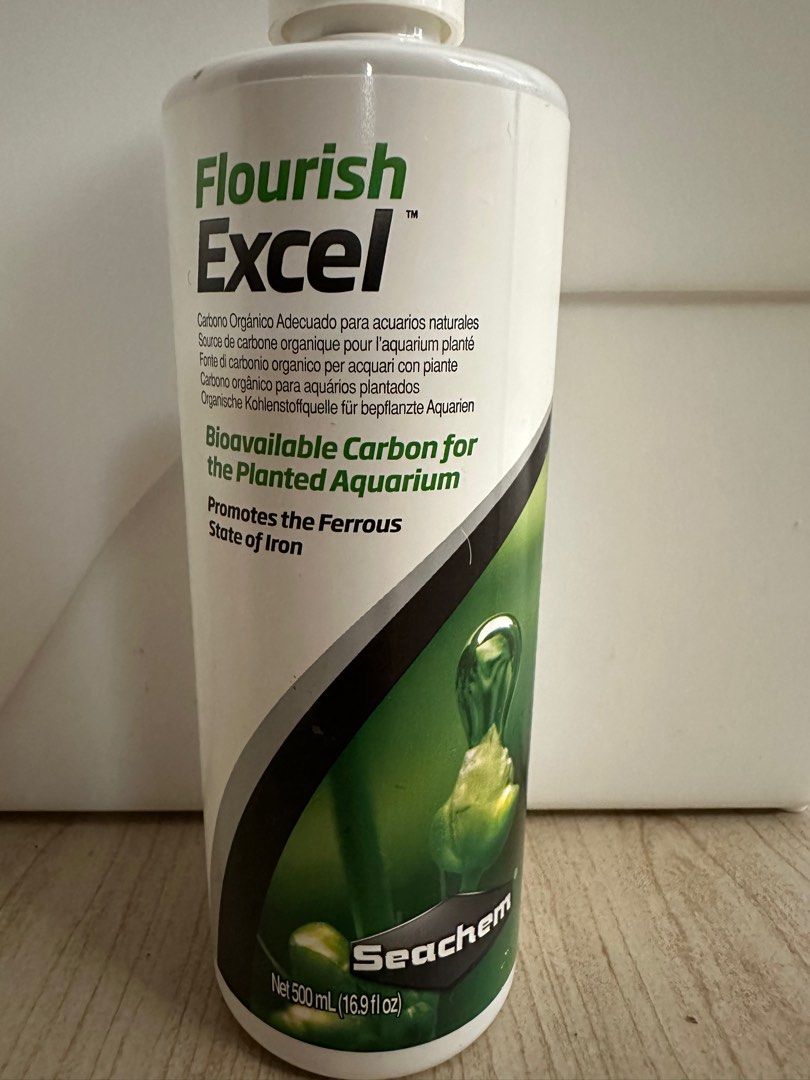 Flourish
Excel™
Carbono Orgánico Adecuado para acuarios naturales
Source de carbone organique pour l'aquarium planté
Fonte di carbonio organico per acquari con piante
Carbono orgânico para aquários plantados
Organische Kohlenstoffquelle für bepflanzte Aquarien
Bioavailable Carbon for
the Planted Aquarium
Promotes the Ferrous
State of Iron
Seachem®
Net 500 mL (16.9 fl oz)